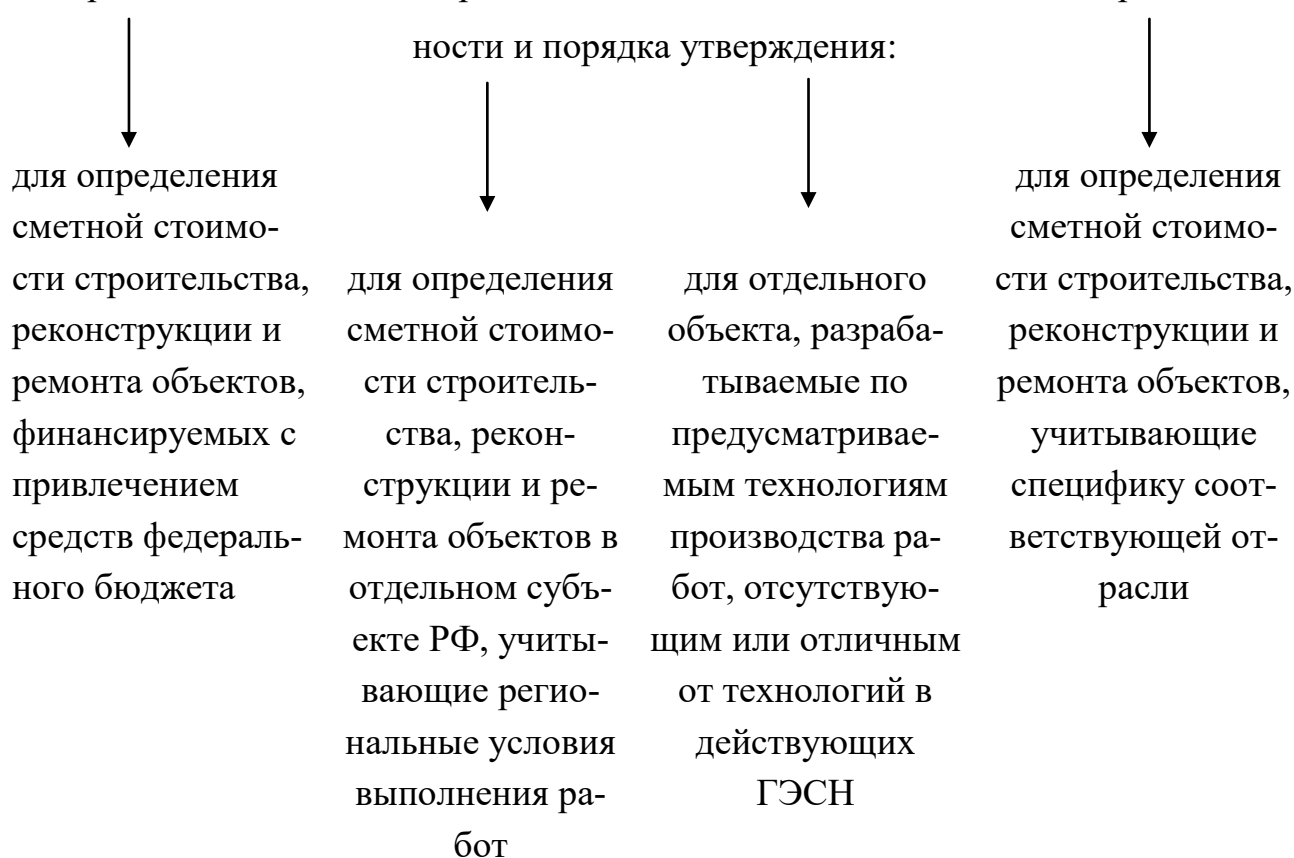 ности и порядка утверждения:
для определения
сметной стоимо-
сти строительства,
реконструкции и
ремонта объектов,
финансируемых с
привлечением
средств федераль-
ного бюджета
для определения
сметной стоимо-
сти строитель-
ства, рекон-
струкции и ре-
монта объектов в
отдельном субъ-
екте РФ, учиты-
вающие регио-
нальные условия
выполнения ра-
бот
для отдельного
объекта, разраба-
тываемые по
предусматривае-
мым технологиям
производства ра-
бот, отсутствую-
щим или отличным
от технологий в
действующих
ГЭСН
для определения
сметной стоимо-
сти строительства,
реконструкции и
ремонта объектов,
учитывающие
специфику соот-
ветствующей от-
расли